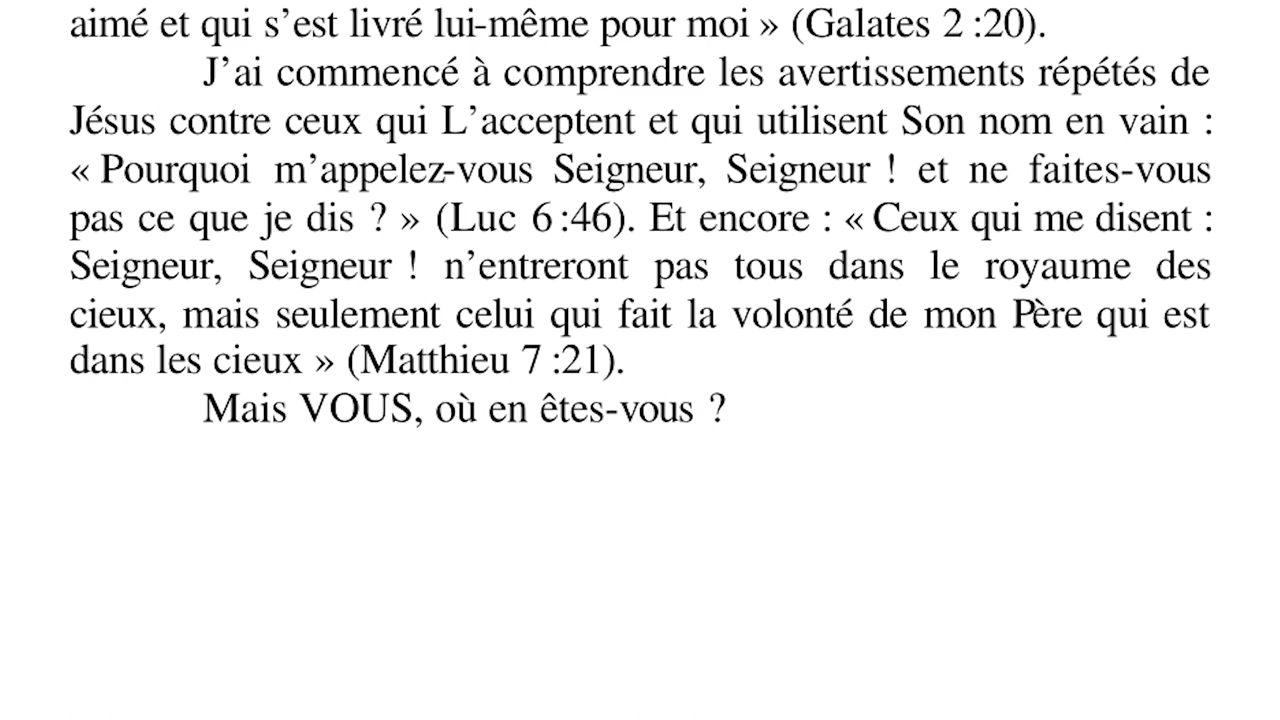 aimé et qui s’est livré lui-même pour moi » (Galates 2 :20).
J’ai commencé à comprendre les avertissements répétés de
Jésus contre ceux qui L’acceptent et qui utilisent Son nom en vain :
« Pourquoi m’appelez-vous Seigneur, Seigneur ! et ne faites-vous
pas ce que je dis ? » (Luc 6 :46). Et encore : « Ceux qui me disent :
Seigneur, Seigneur ! n’entreront pas tous dans le royaume des
cieux, mais seulement celui qui fait la volonté de mon Père qui est
dans les cieux » (Matthieu 7 :21).
Mais VOUS, où en êtes-vous ?